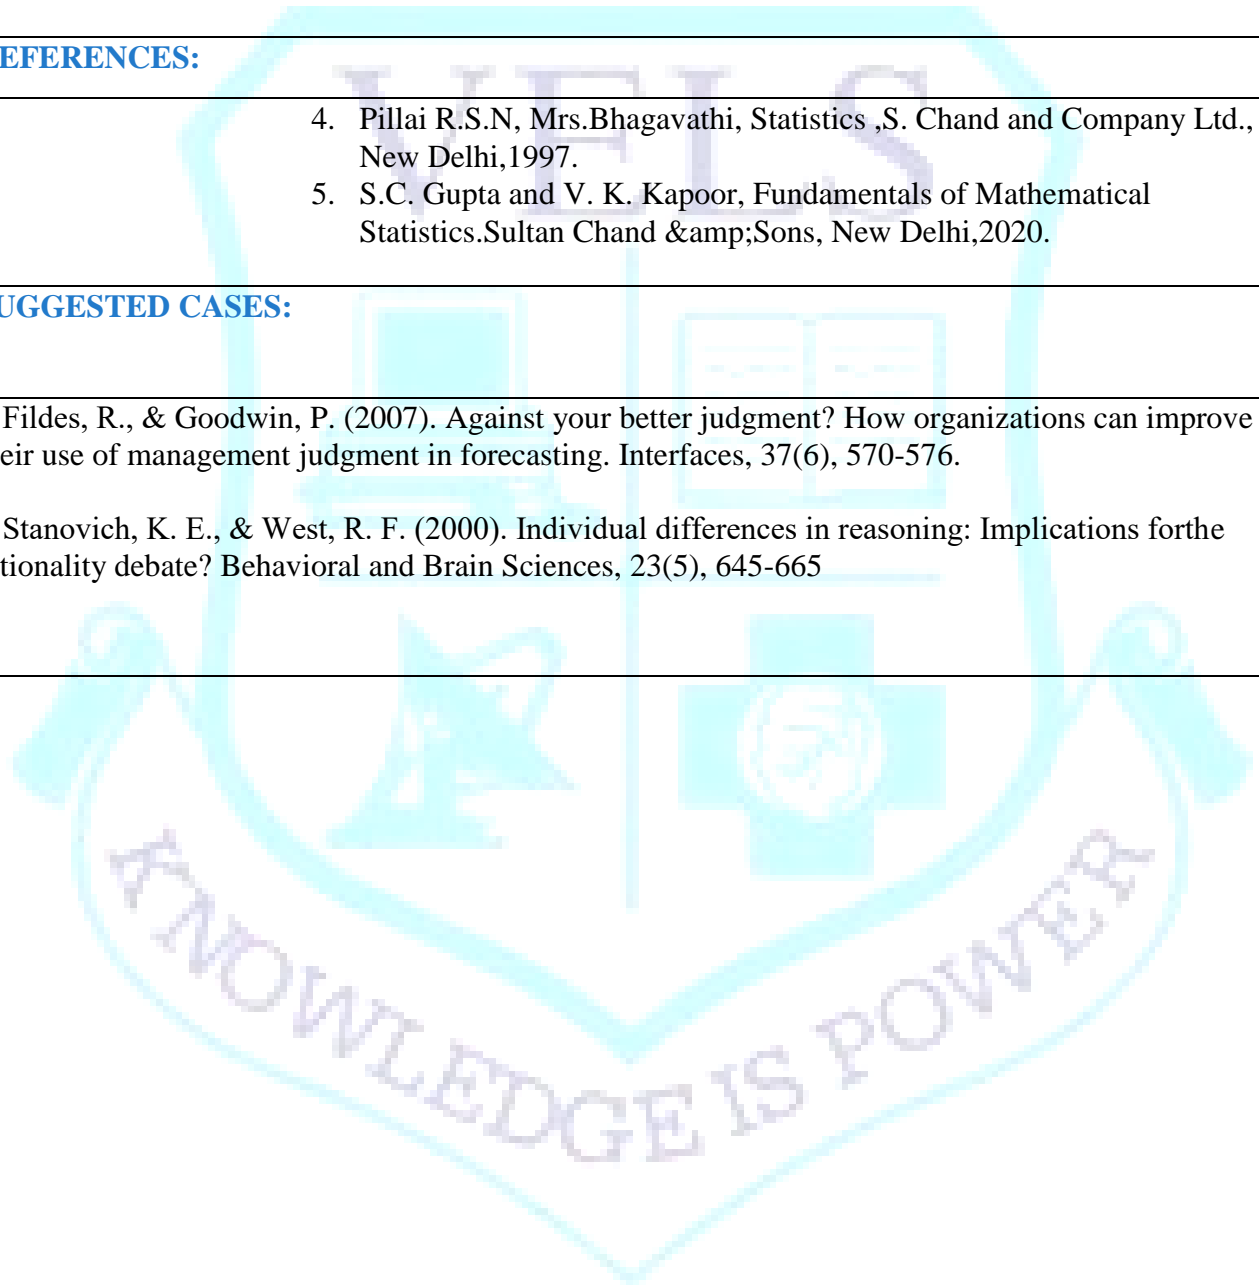 VELS
EFERENCES:
4. Pillai R.S.N, Mrs.Bhagavathi, Statistics ,S. Chand and Company Ltd.,
New Delhi,1997.
5. S.C. Gupta and V. K. Kapoor, Fundamentals of Mathematical
Statistics.Sultan Chand &amp;Sons, New Delhi,2020.
UGGESTED CASES:
Fildes, R., & Goodwin, P. (2007). Against your better judgment? How organizations can improve
eir use of management judgment in forecasting. Interfaces, 37(6), 570-576.
Stanovich, K. E., & West, R. F. (2000). Individual differences in reasoning: Implications forthe
tionality debate? Behavioral and Brain Sciences, 23(5), 645-665
KNOWLEDGE IS POWER